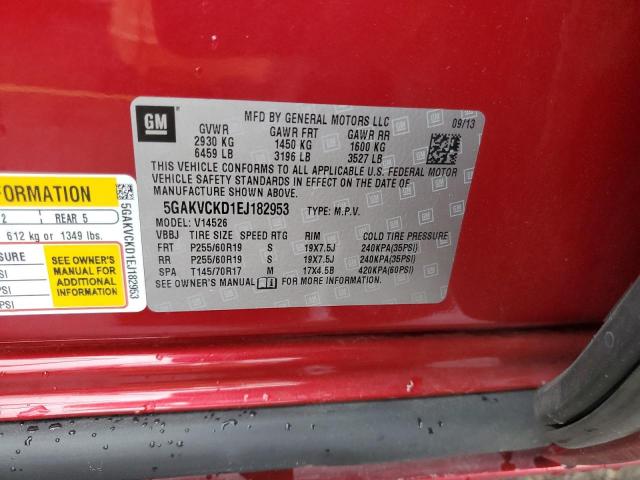 GM
MFD BY GENERAL MOTORS LLC
09/13
GVWR GAWR FRT GAWR RR
2930 KG 1450 KG 1600 KG
6459 LB 3196 LB 3527 LB
THIS VEHICLE CONFORMS TO ALL APPLICABLE U.S. FEDERAL MOTOR
VEHICLE SAFETY STANDARDS IN EFFECT ON THE DATE OF
MANUFACTURE SHOWN ABOVE.
5GAKVCKD1EJ182953 TYPE: M.P.V.
MODEL: V14526
VBBJ TIRE SIZE SPEED RTG RIM COLD TIRE PRESSURE
FRT P255/60R19 S 19X7.5J 240KPA(35PSI)
RR P255/60R19 S 19X7.5J 240KPA(35PSI)
SPA T145/70R17 M 17X4.5B 420KPA(60PSI)
SEE OWNER'S MANUAL FOR MORE INFORMATION.
FORMATION
2 REAR 5
612 kg or 1349 lbs.
SURE
SEE OWNER'S
MANUAL FOR
ADDITIONAL
INFORMATION
SI
SI
PSI
5GAKVCKD1EJ182953